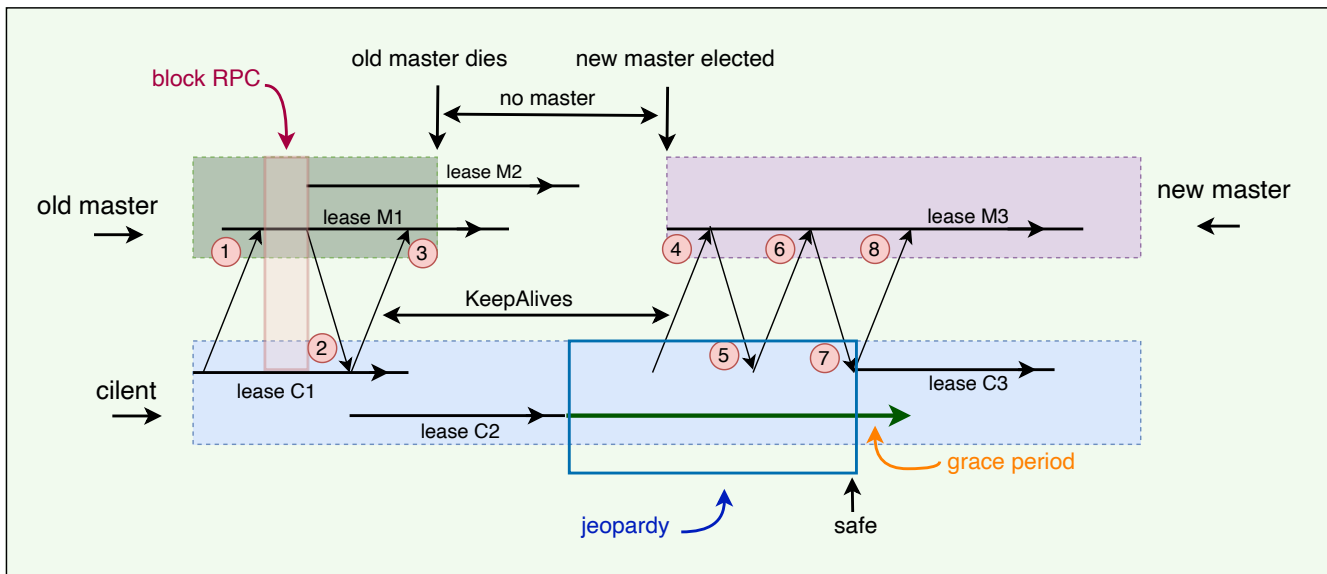 old master dies
new master elected
block RPC
no master
lease M2
old master
lease M1
lease M3
new master
1
3
4
6
8
KeepAlives
2
5
7
cilent
lease C1
lease C3
lease C2
grace period
jeopardy
safe